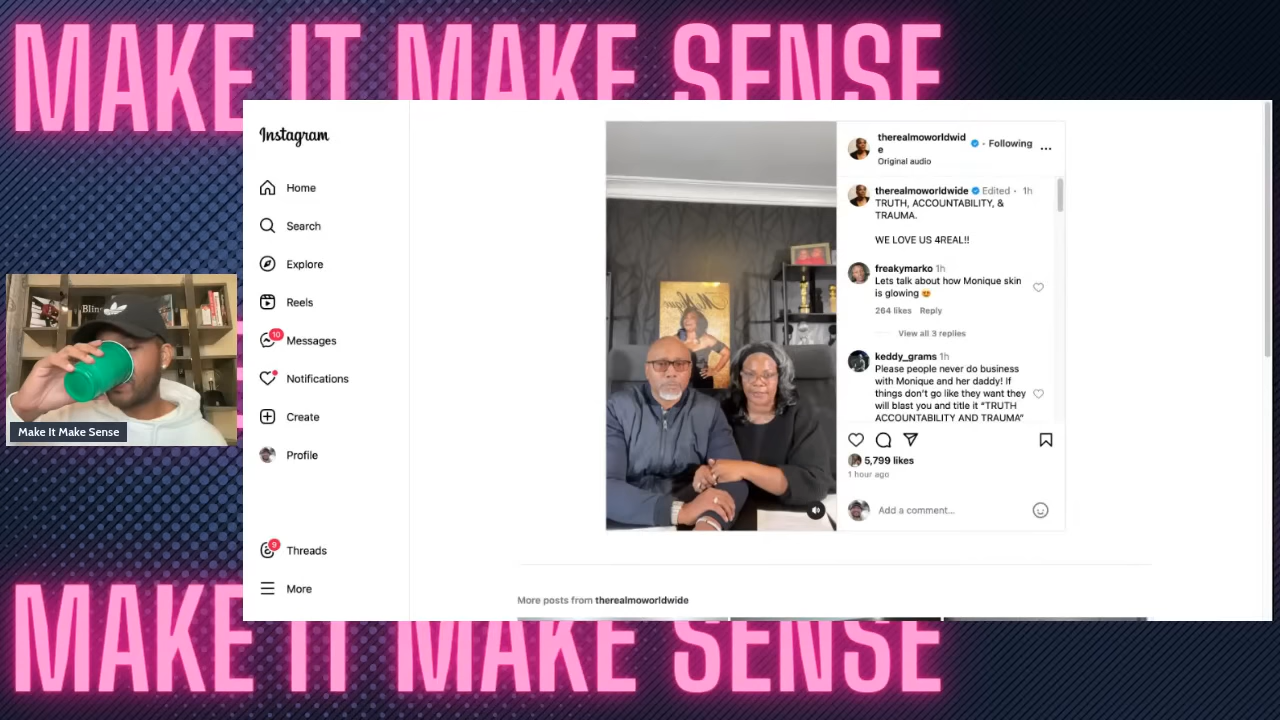 MAKE IT MAKE SENSE
Instagram
Home
Search
Explore
Reels
10
Messages
Notifications
Create
Profile
9
Threads
More
therealmoworldwid
e
• Following
Original audio
therealmoworldwide Edited • 1h
TRUTH, ACCOUNTABILITY, &
TRAUMA.
WE LOVE US 4REAL!!
freakymarko 1h
Lets talk about how Monique skin
is glowing 😍
264 likes Reply
View all 3 replies
keddy_grams 1h
Please people never do business
with Monique and her daddy! If
things don't go like they want they
will blast you and title it “TRUTH
ACCOUNTABILITY AND TRAUMA”
5,799 likes
1 hour ago
Add a comment...
More posts from therealmoworldwide
Make It Make Sense
MAKE IT MAKE SENSE